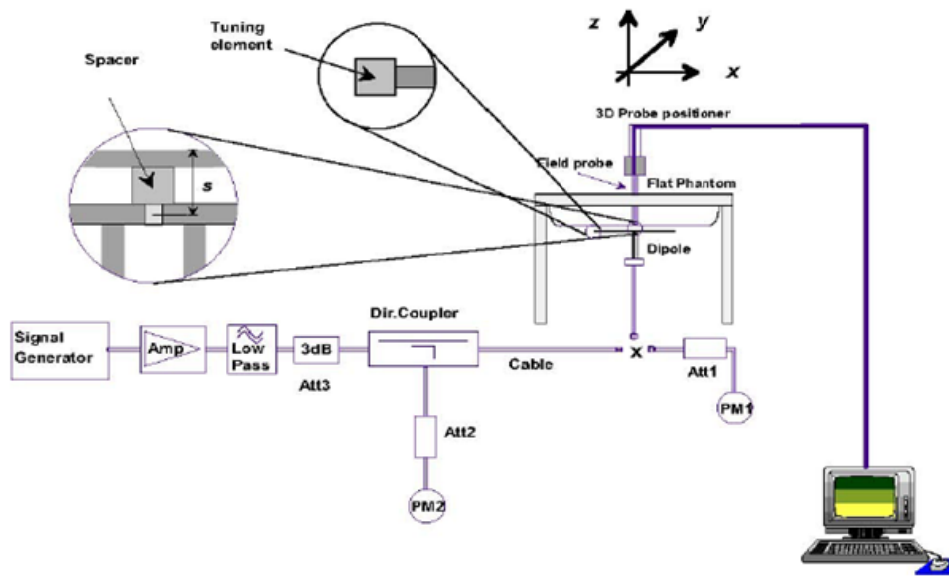 Tuning
element
Spacer
z
y
x
3D Probe positioner
Field probe
Flat Phantom
s
Dipole
Dir.Coupler
Signal
Generator
Amp
Low
Pass
3dB
Att3
Cable
x
Att1
PM1
Att2
PM2